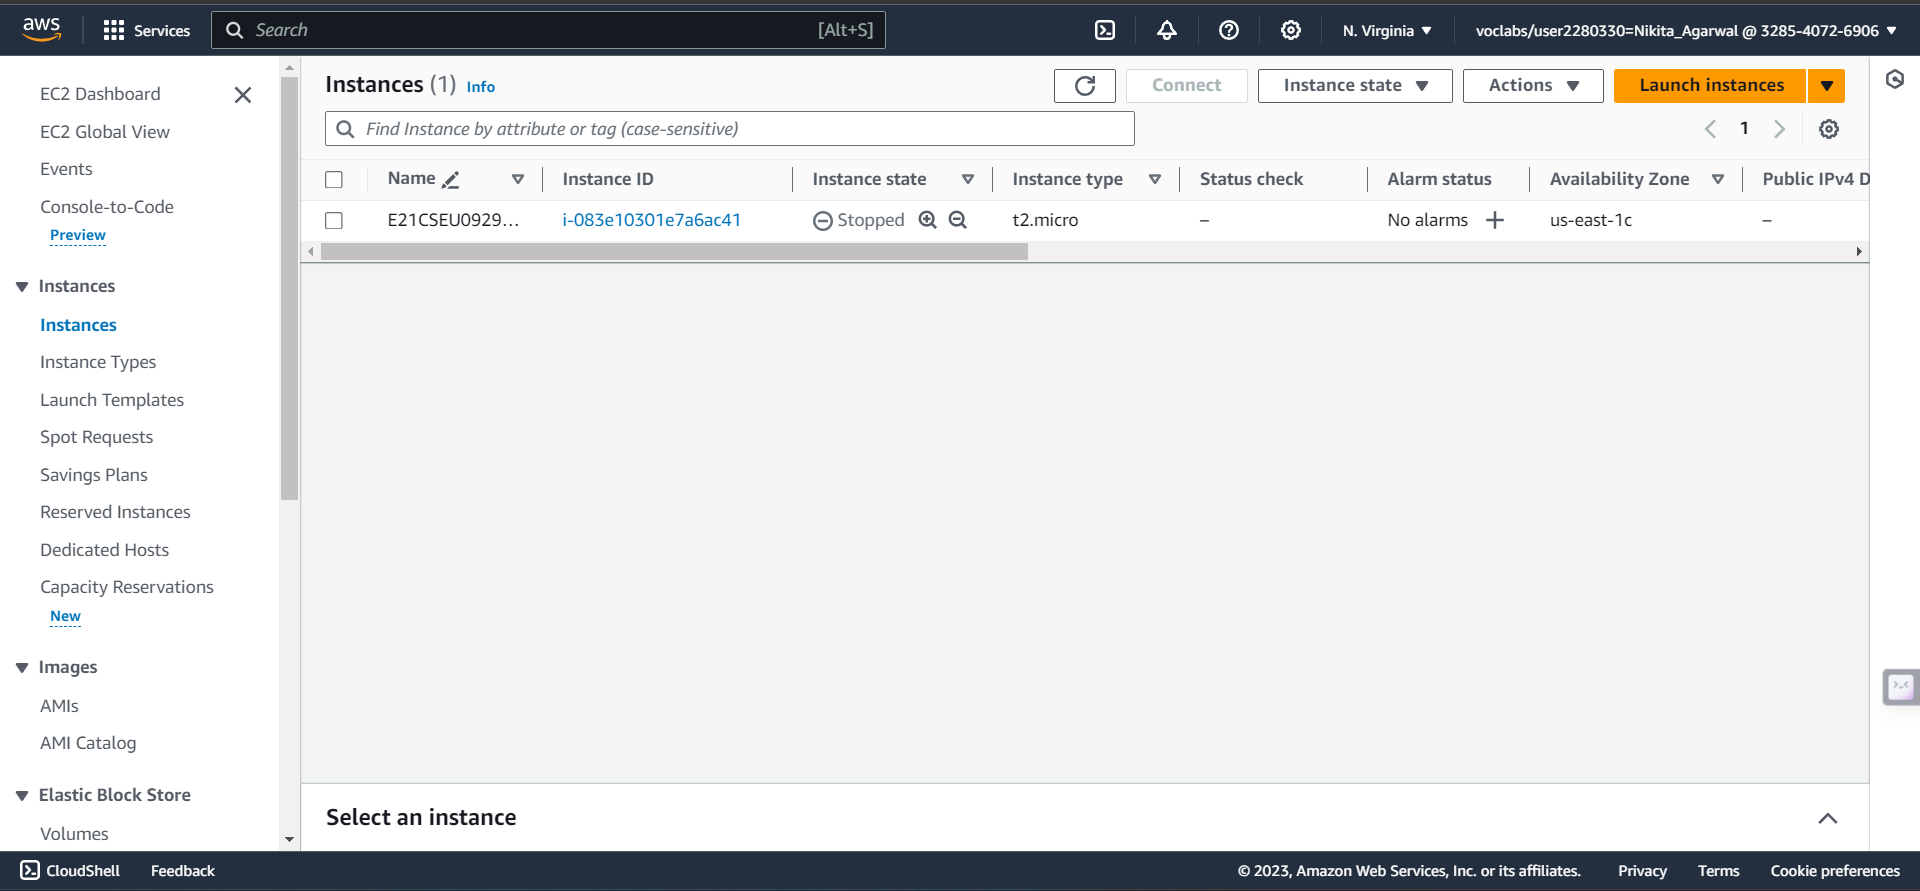 aws
Services
Search
[Alt+S]
N. Virginia
voclabs/user2280330=Nikita_Agarwal @ 3285-4072-6906
EC2 Dashboard
EC2 Global View
Events
Console-to-Code
Preview
Instances
Instances
Instance Types
Launch Templates
Spot Requests
Savings Plans
Reserved Instances
Dedicated Hosts
Capacity Reservations
New
Images
AMIs
AMI Catalog
Elastic Block Store
Volumes
Instances (1) Info
Connect
Instance state
Actions
Launch instances
Find Instance by attribute or tag (case-sensitive)
1
Name Instance ID Instance state Instance type Status check Alarm status Availability Zone Public IPv4 D
E21CSEU0929... i-083e10301e7a6ac41 Stopped t2.micro – No alarms us-east-1c –
Select an instance
CloudShell
Feedback
© 2023, Amazon Web Services, Inc. or its affiliates.
Privacy
Terms
Cookie preferences